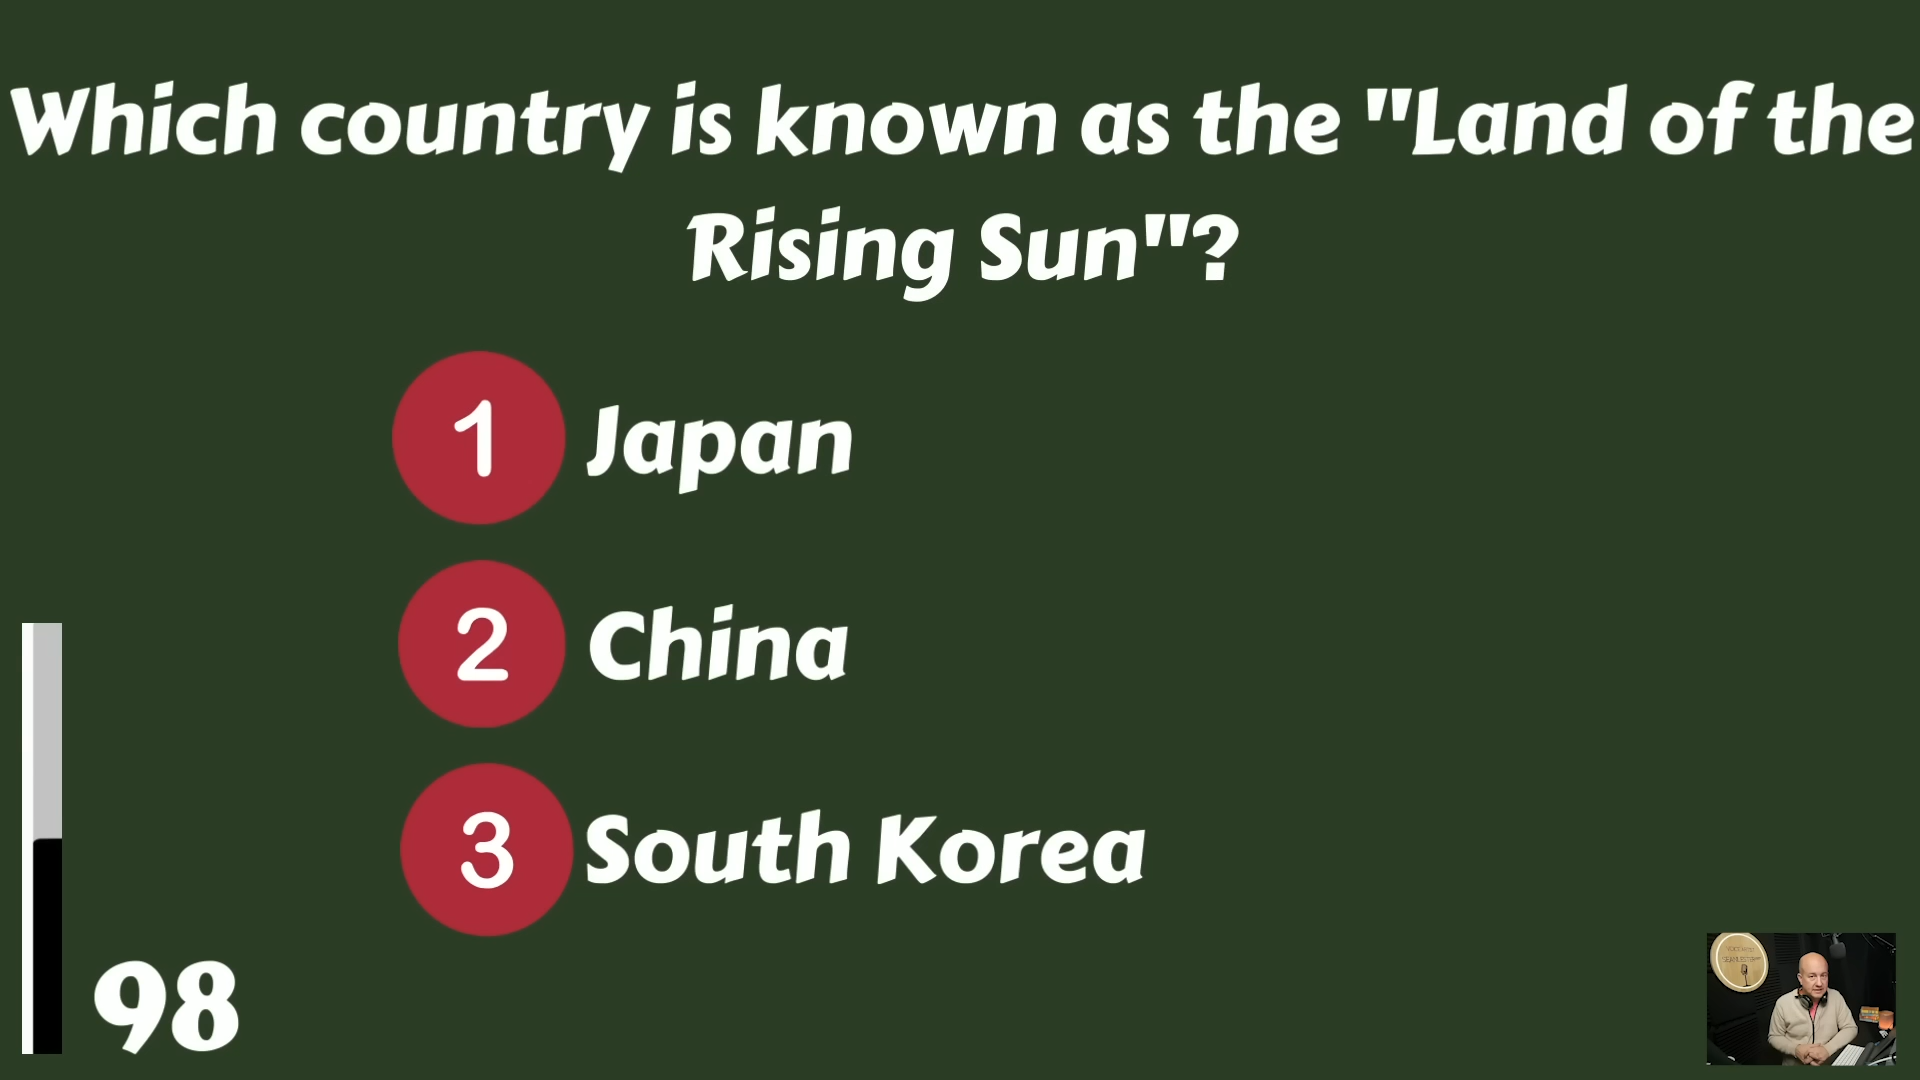 Which country is known as the "Land of the
Rising Sun"?
1 Japan
2 China
3 South Korea
98